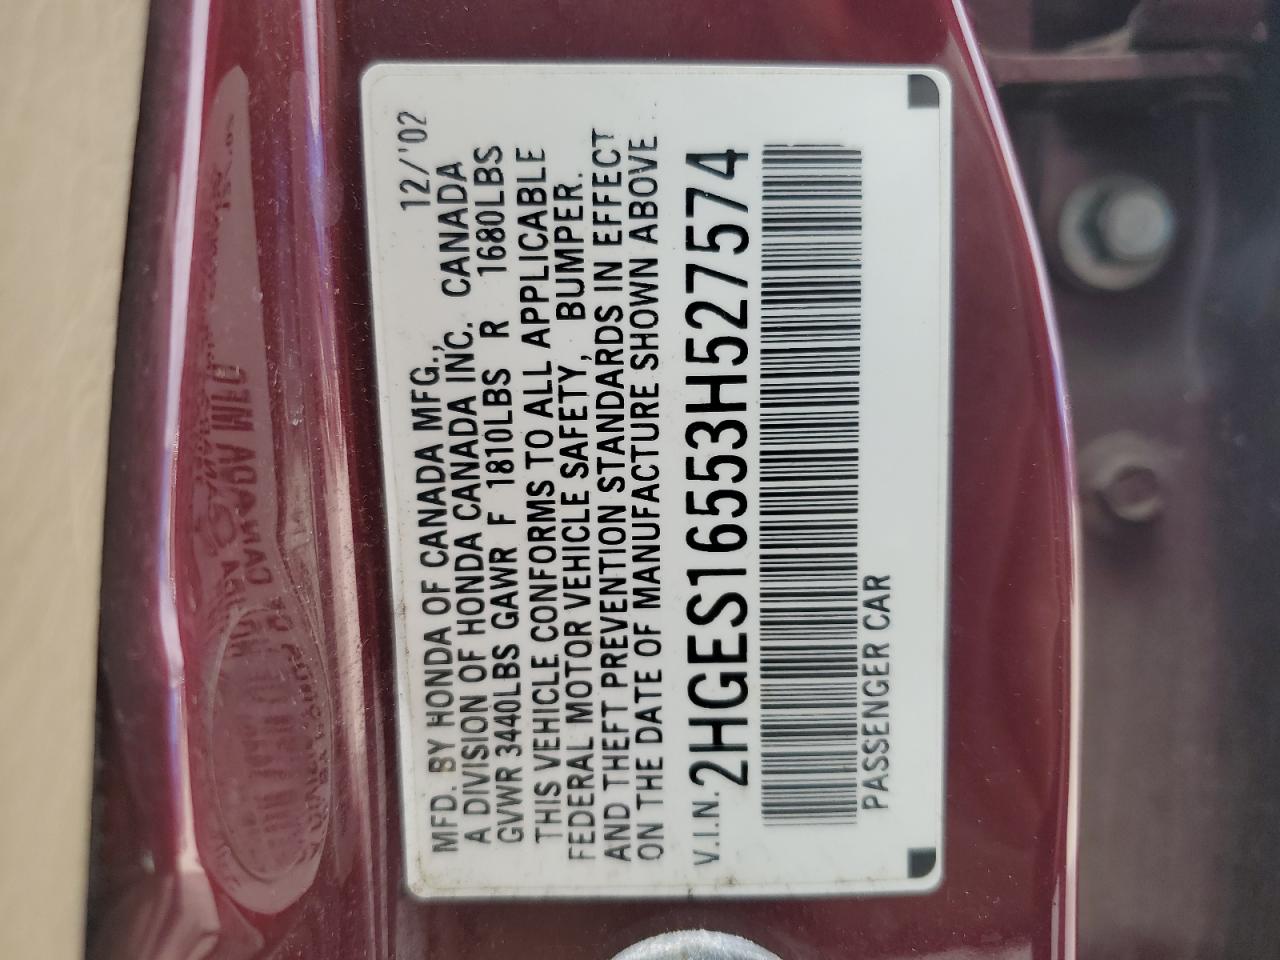 MFD. BY HONDA OF CANADA MFG., 12/'02
A DIVISION OF HONDA CANADA INC. CANADA
GVWR 3440LBS GAWR F 1810LBS R 1680LBS
THIS VEHICLE CONFORMS TO ALL APPLICABLE
FEDERAL MOTOR VEHICLE SAFETY, BUMPER.
AND THEFT PREVENTION STANDARDS IN EFFECT
ON THE DATE OF MANUFACTURE SHOWN ABOVE
V.I.N. 2HGES16553H527574
PASSENGER CAR